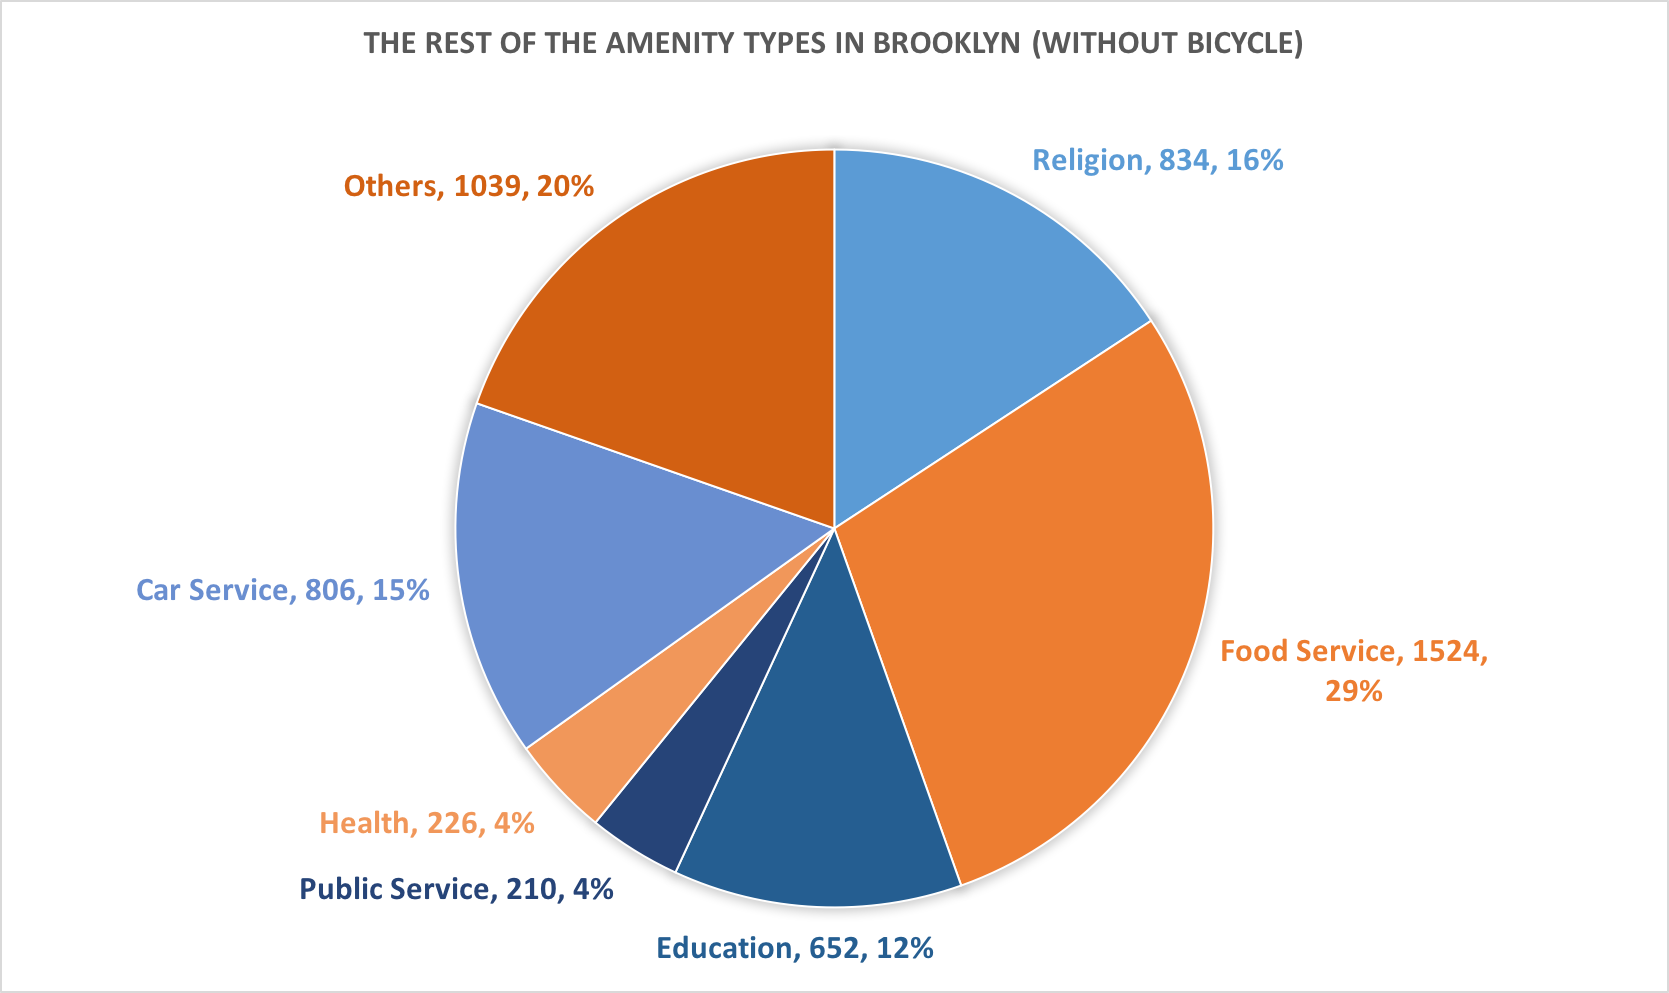 THE REST OF THE AMENITY TYPES IN BROOKLYN (WITHOUT BICYCLE)
Religion, 834, 16%
Others, 1039, 20%
Car Service, 806, 15%
Food Service, 1524,
29%
Health, 226, 4%
Public Service, 210, 4%
Education, 652, 12%